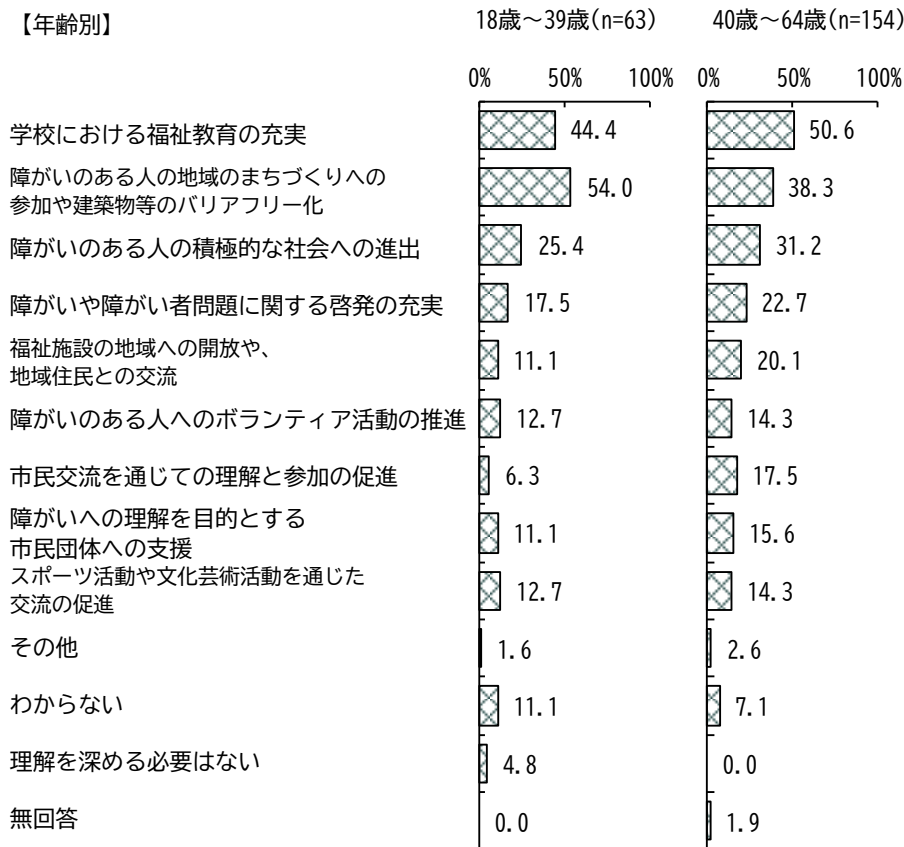 【年齢別】
18歳～39歳(n=63)
40歳～64歳(n=154)
0% 50% 100% 0% 50% 100%
学校における福祉教育の充実 44.4 50.6
障がいのある人の地域のまちづくりへの
参加や建築物等のバリアフリー化 54.0 38.3
障がいのある人の積極的な社会への進出 25.4 31.2
障がいや障がい者問題に関する啓発の充実 17.5 22.7
福祉施設の地域への開放や、
地域住民との交流 11.1 20.1
障がいのある人へのボランティア活動の推進 12.7 14.3
市民交流を通じての理解と参加の促進 6.3 17.5
障がいへの理解を目的とする
市民団体への支援 11.1 15.6
スポーツ活動や文化芸術活動を通じた
交流の促進 12.7 14.3
その他 1.6 2.6
わからない 11.1 7.1
理解を深める必要はない 4.8 0.0
無回答 0.0 1.9